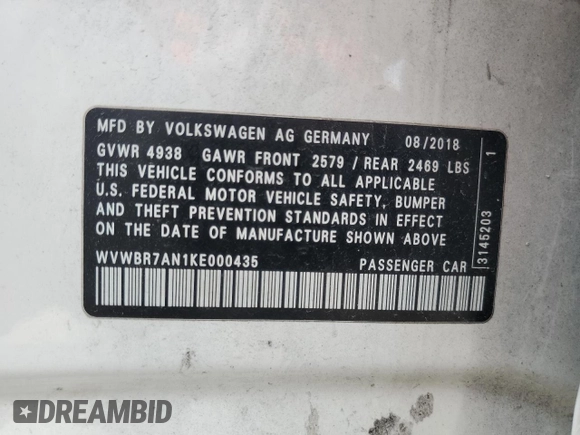 MFD BY VOLKSWAGEN AG GERMANY 08/2018
GVWR 4938 GAWR FRONT 2579 / REAR 2469 LBS
THIS VEHICLE CONFORMS TO ALL APPLICABLE
U.S. FEDERAL MOTOR VEHICLE SAFETY, BUMPER
AND THEFT PREVENTION STANDARDS IN EFFECT
ON THE DATE OF MANUFACTURE SHOWN ABOVE
WVWBR7AN1KE000435 PASSENGER CAR
3145203 1
DREAMBID